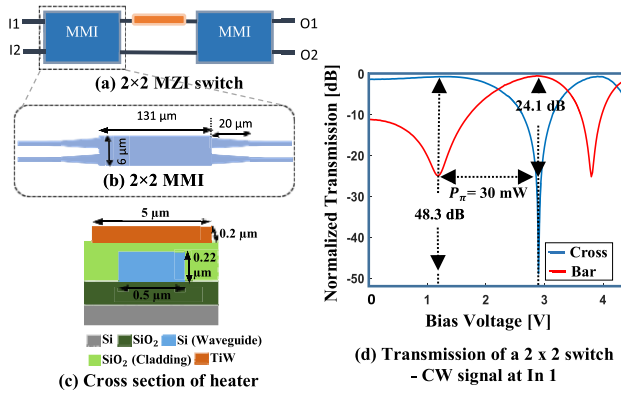 I1
I2
MMI
MMI
O1
O2
(a) 2×2 MZI switch
131 µm
20 µm
6 µm
(b) 2×2 MMI
5 µm
0.2 µm
0.22
µm
0.5 µm
Si
SiO2
Si (Waveguide)
SiO2 (Cladding)
TiW
(c) Cross section of heater
Normalized Transmission [dB]
0
-10
-20
-30
-40
-50
0
1
2
3
4
24.1 dB
Pπ= 30 mW
48.3 dB
Cross
Bar
Bias Voltage [V]
(d) Transmission of a 2 x 2 switch
- CW signal at In 1